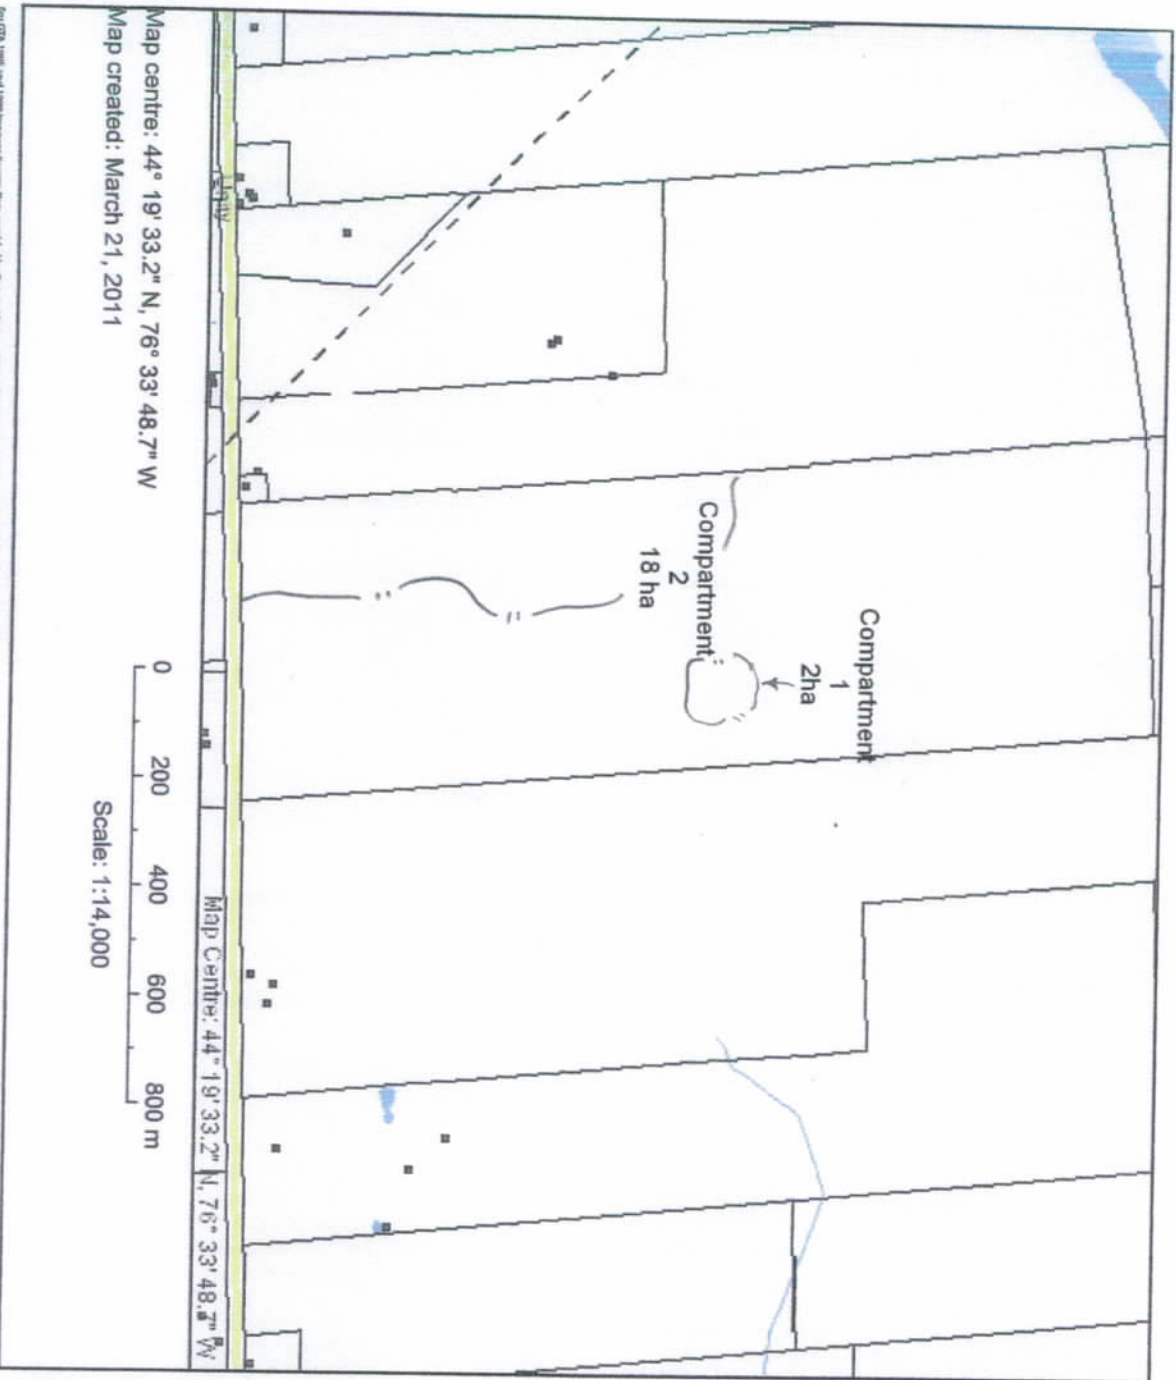 Compartment
1
2ha
Compartment
2
18 ha
0 200 400 600 800 m
Scale: 1:14,000
Map Centre: 44° 19' 33.2" N, 76° 33' 48.7" W
Map centre: 44° 19' 33.2" N, 76° 33' 48.7" W
Map created: March 21, 2011